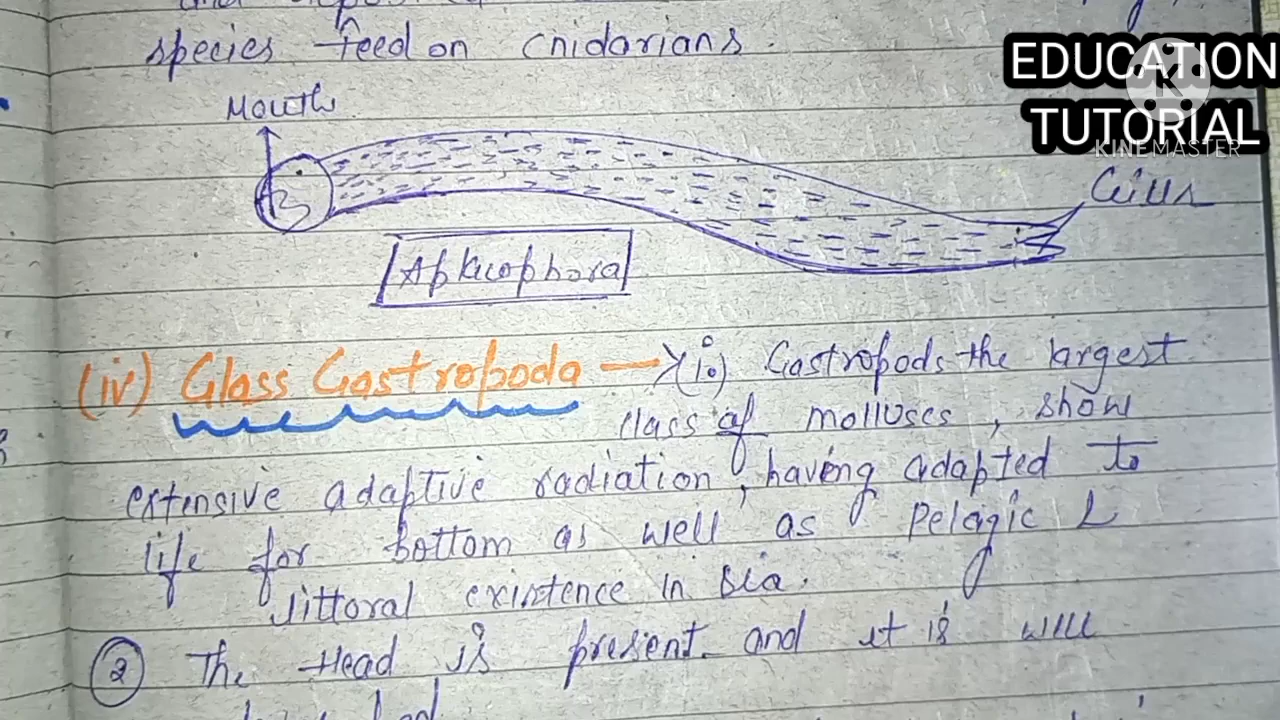 species feed on cnidarians.
EDUCATION
TUTORIAL
KINEMASTER
Mouth
Gills
Aplacophora
(iv) Class Gastropoda → (i.) Gastropods the largest
class of molluscs, show
extensive adaptive radiation, having adapted to
life for bottom as well as pelagic &
littoral existence in sea.
② The Head is present and it is well